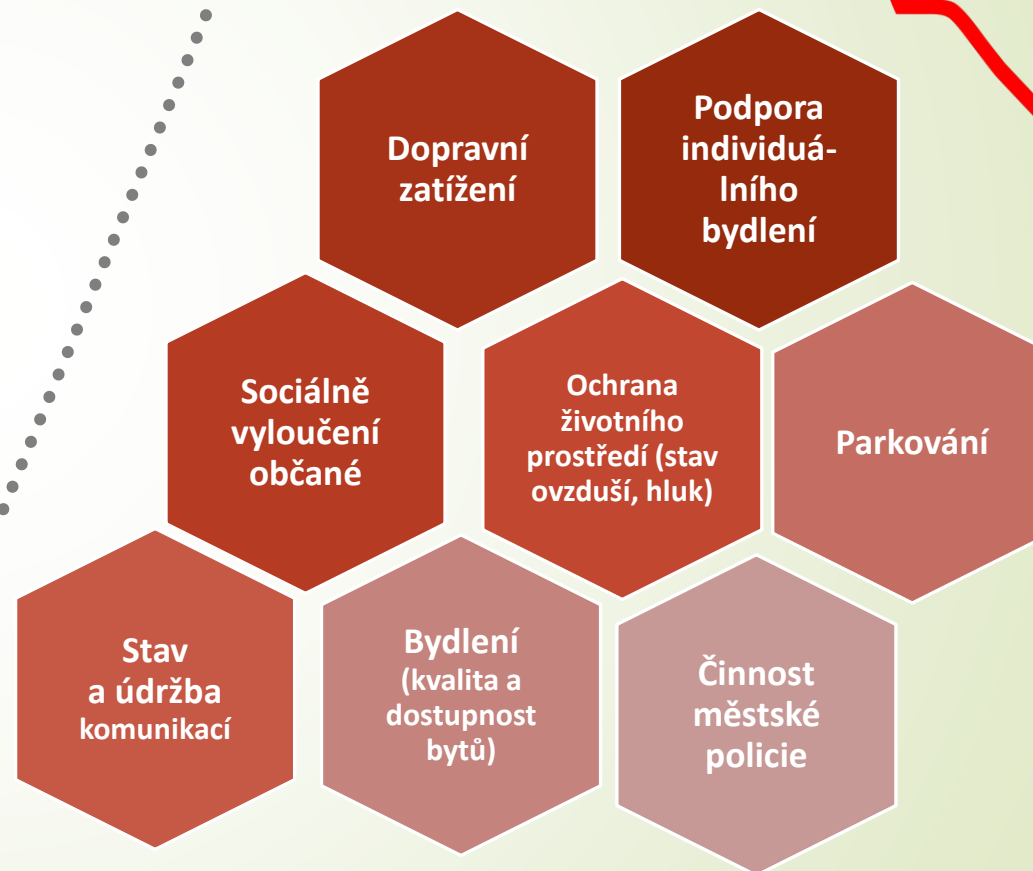 Dopravní
zatížení
Podpora
individuá-
lního
bydlení
Sociálně
vyloučení
občané
Ochrana
životního
prostředí (stav
ovzduší, hluk)
Parkování
Stav
a údržba
komunikací
Bydlení
(kvalita a
dostupnost
bytů)
Činnost
městské
policie